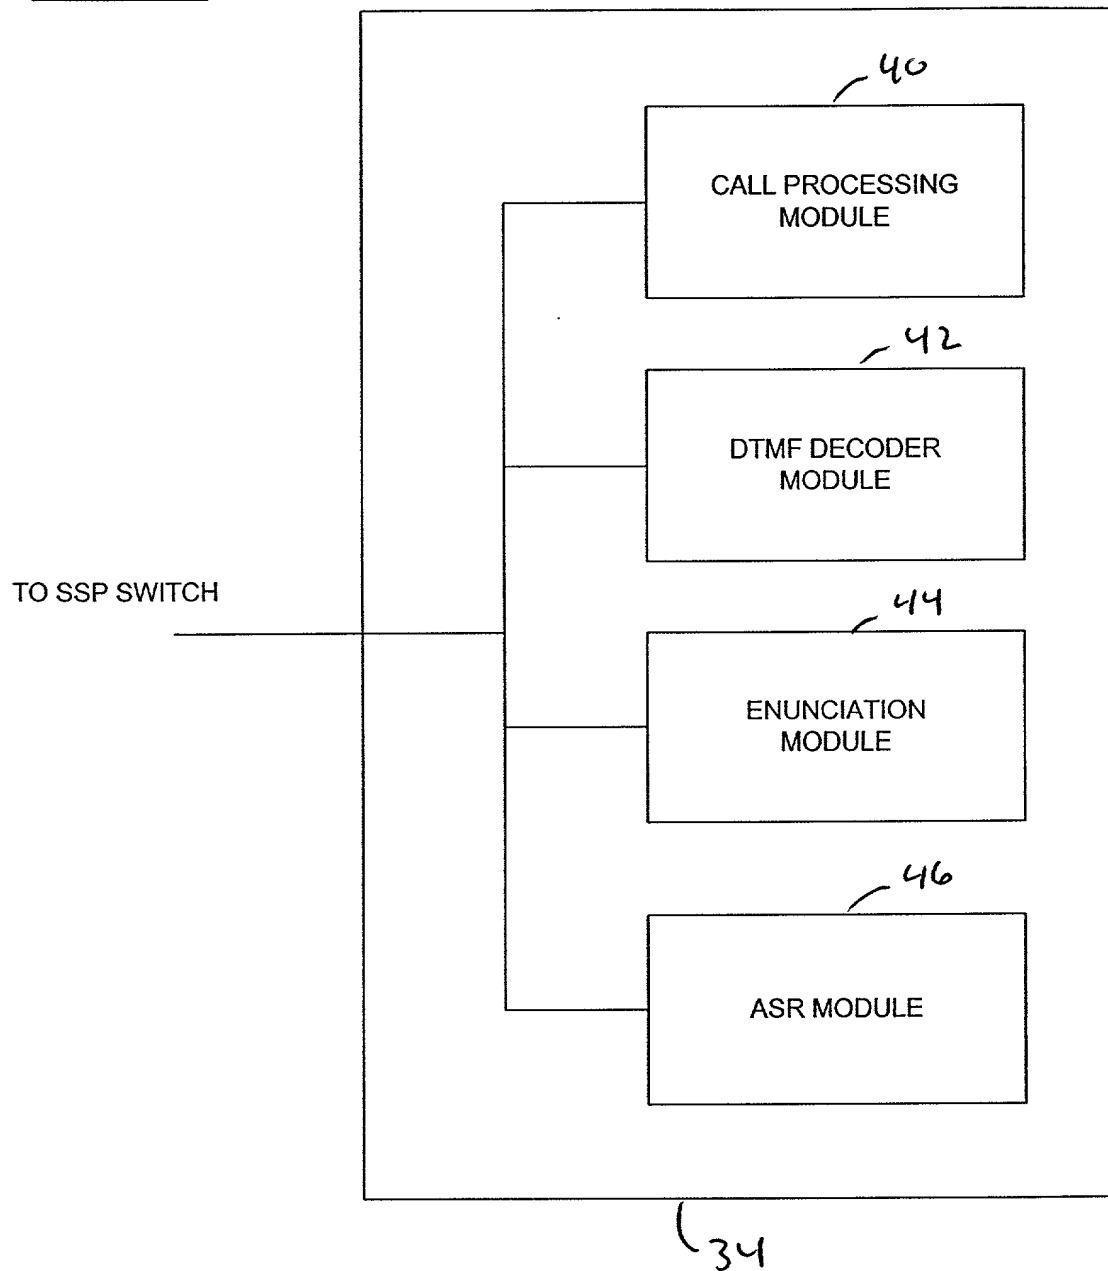 40
CALL PROCESSING
MODULE
42
DTMF DECODER
MODULE
TO SSP SWITCH
44
ENUNCIATION
MODULE
46
ASR MODULE
34